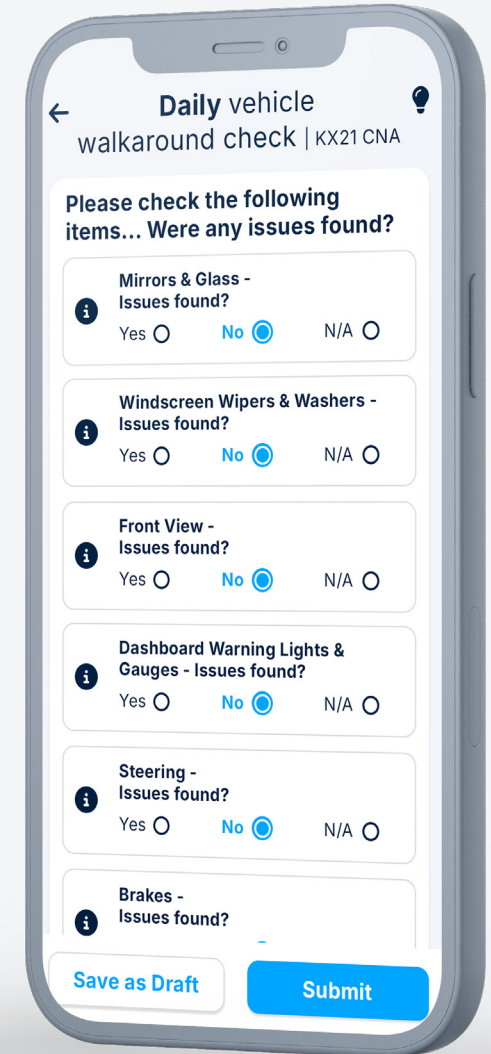 Daily vehicle
walkaround check | KX21 CNA
Please check the following
items... Were any issues found?
Mirrors & Glass -
Issues found?
Yes No N/A
Windscreen Wipers & Washers -
Issues found?
Yes No N/A
Front View -
Issues found?
Yes No N/A
Dashboard Warning Lights &
Gauges - Issues found?
Yes No N/A
Steering -
Issues found?
Yes No N/A
Brakes -
Issues found?
Save as Draft Submit